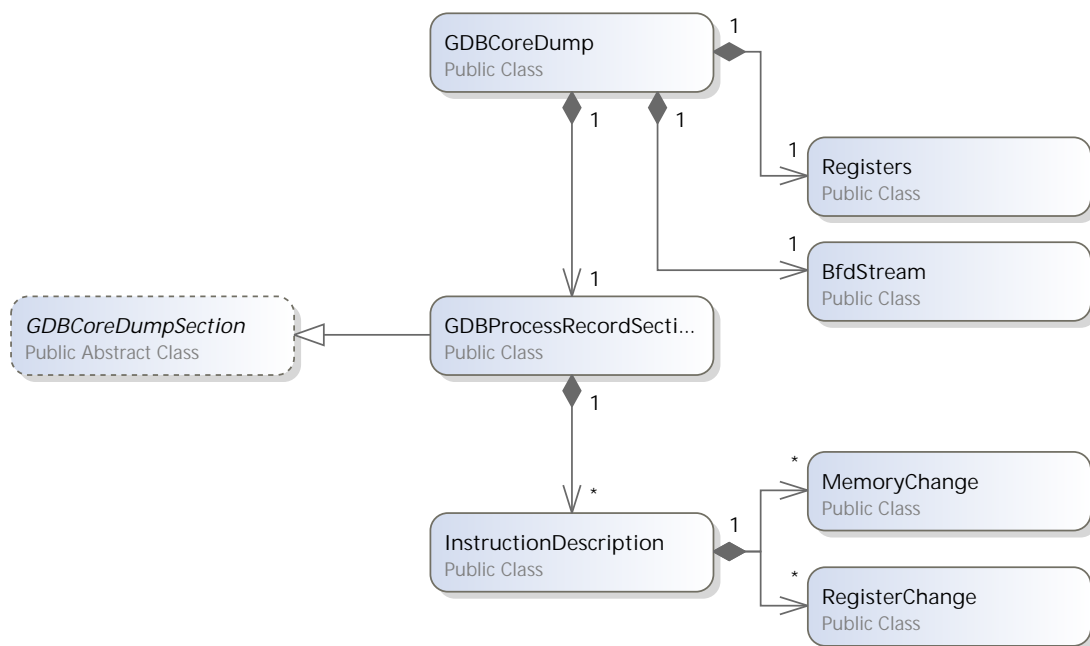 GDBCoreDump
Public Class
1
1
1
1
Registers
Public Class
1
BfdStream
Public Class
1
GDBCoreDumpSection
Public Abstract Class
GDBProcessRecordSecti...
Public Class
1
*
InstructionDescription
Public Class
1
*
MemoryChange
Public Class
*
RegisterChange
Public Class